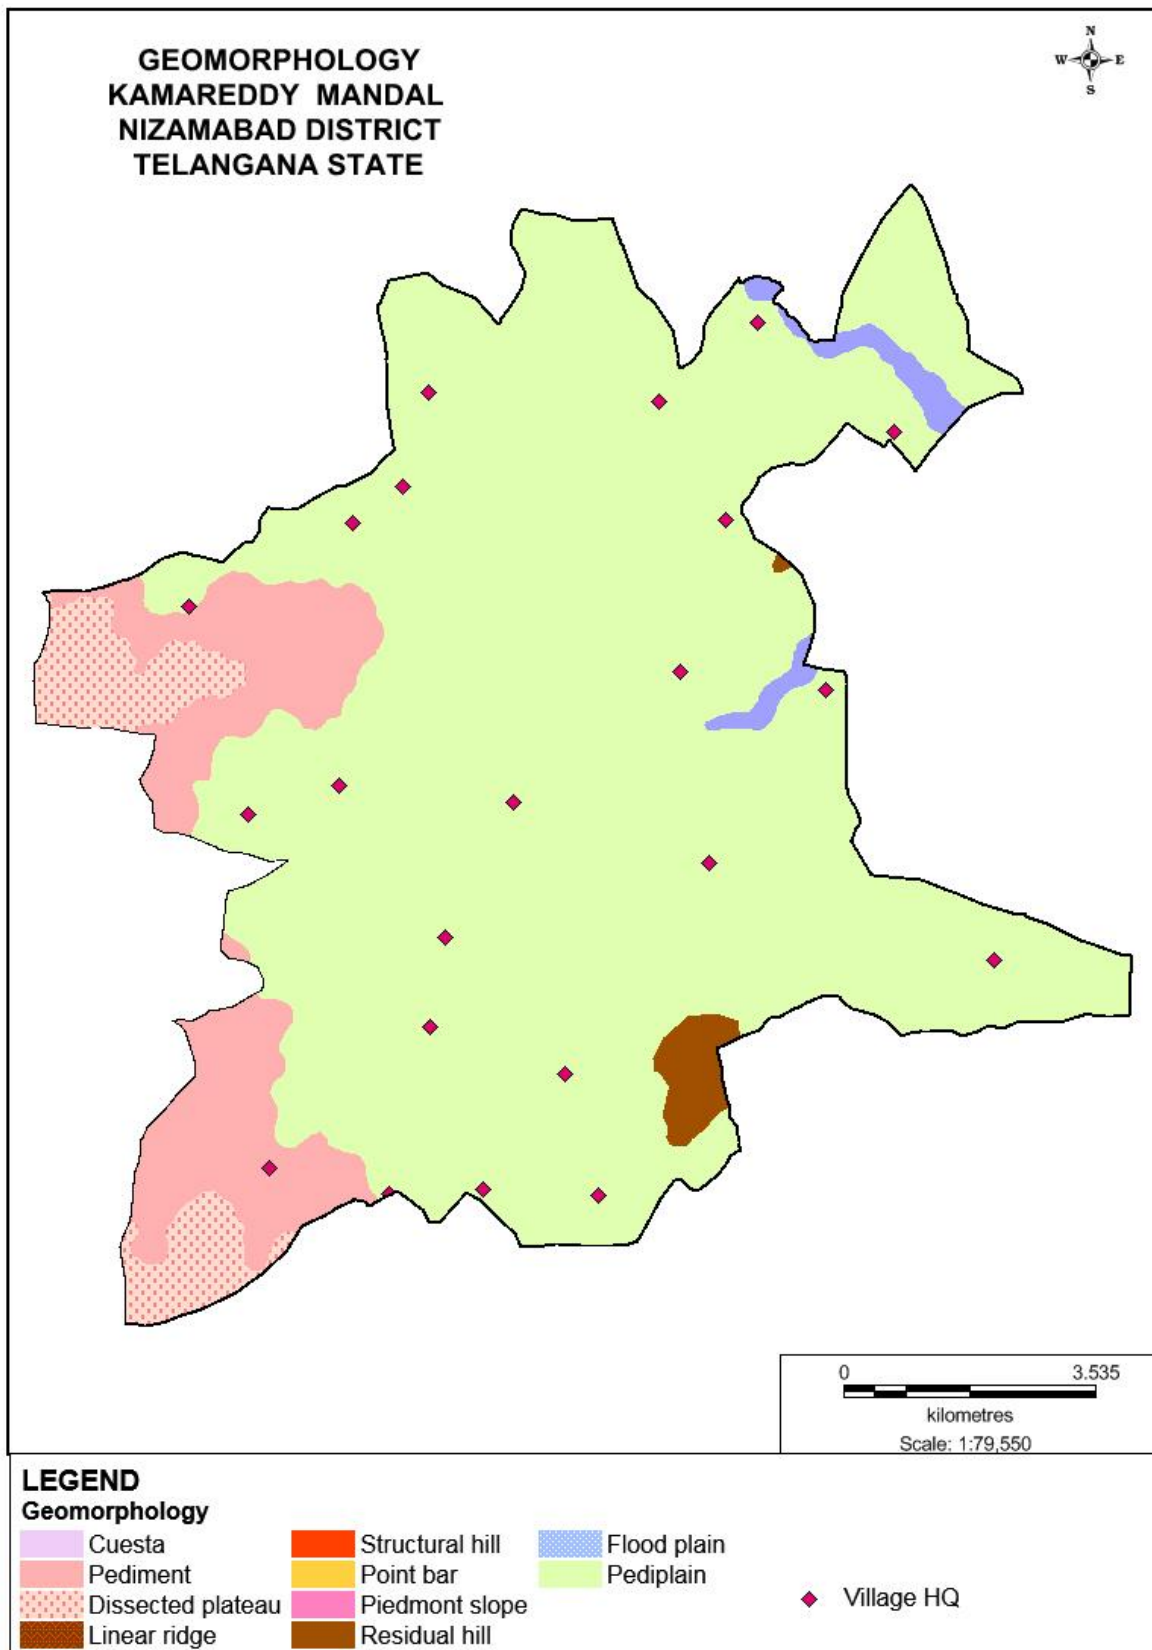 GEOMORPHOLOGY
KAMAREDDY MANDAL
NIZAMABAD DISTRICT
TELANGANA STATE
N
W E
S
0 3.535
kilometres
Scale: 1:79,550
LEGEND
Geomorphology
Cuesta Structural hill Flood plain
Pediment Point bar Pediplain
Dissected plateau Piedmont slope Village HQ
Linear ridge Residual hill